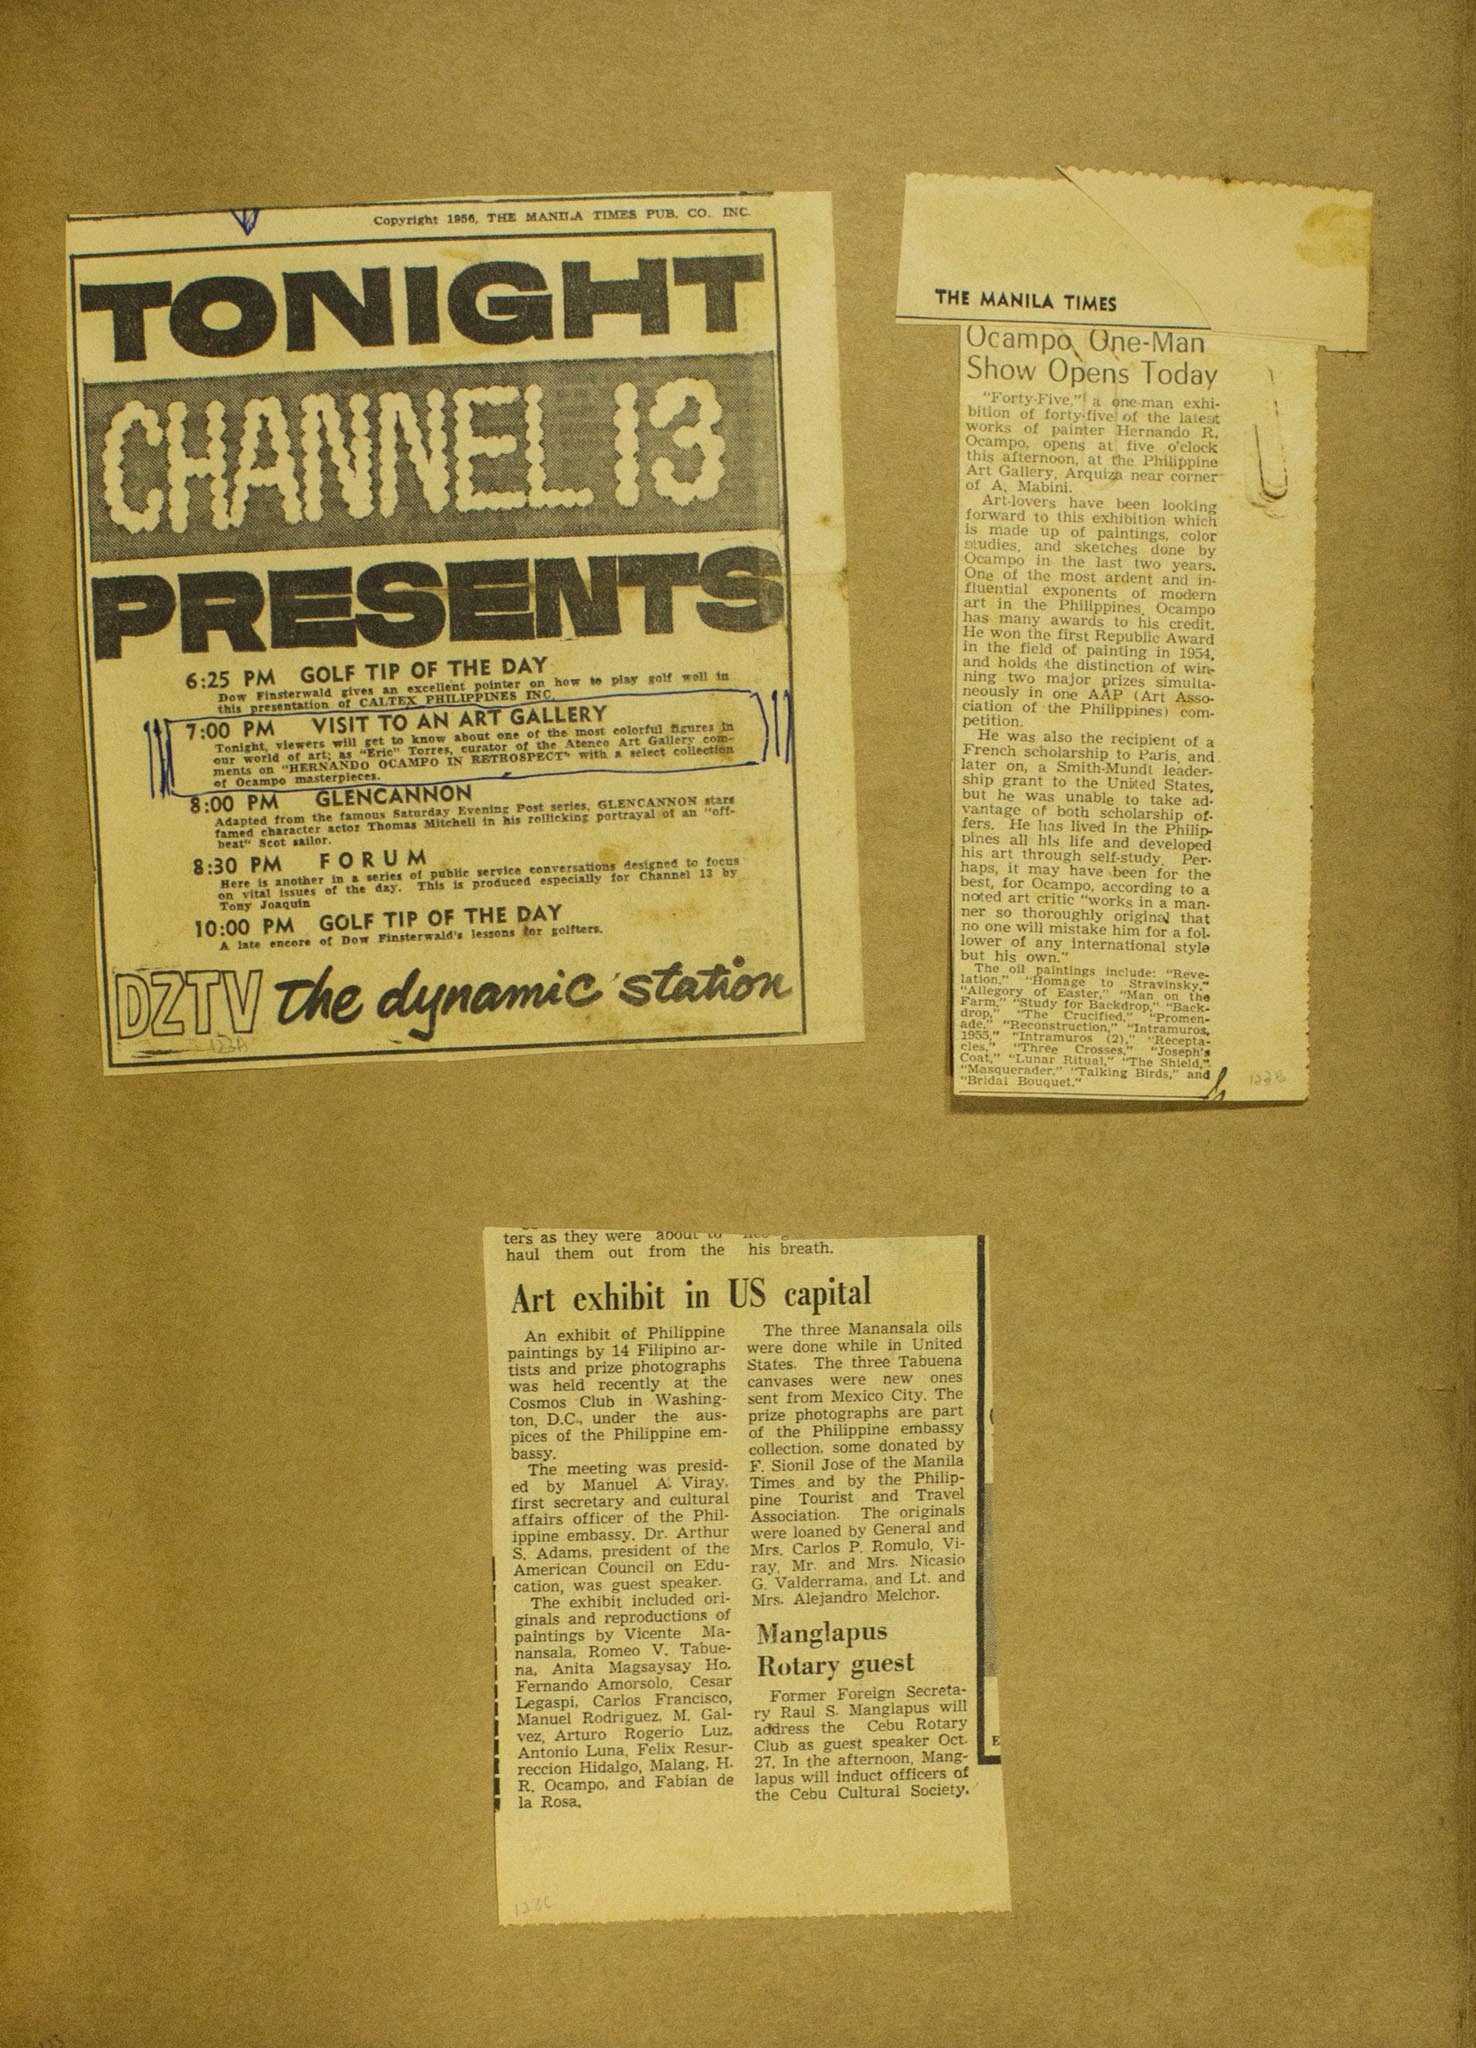 Copyright 1956, THE MANILA TIMES PUB. CO. INC.
TONIGHT
CHANNEL 13
PRESENTS
6:25 PM GOLF TIP OF THE DAY
Dow Finsterwald gives an excellent pointer on how to play golf well in
this presentation of CALTEX PHILIPPINES INC
7:00 PM VISIT TO AN ART GALLERY
Tonight, viewers will get to know about one of the most colorful figures in
our world of art; as "Eric" Torres, curator of the Ateneo Art Gallery com-
ments on "HERNANDO OCAMPO IN RETROSPECT" with a select collection
of Ocampo masterpieces.
8:00 PM GLENCANNON
Adapted from the famous Saturday Evening Post series, GLENCANNON stars
famed character actor Thomas Mitchell in his rollicking portrayal of an "off-
beat" Scot sailor.
8:30 PM FORUM
Here is another in a series of public service conversations designed to focus
on vital issues of the day. This is produced especially for Channel 13 by
Tony Joaquin
10:00 PM GOLF TIP OF THE DAY
A late encore of Dow Finsterwald's lessons for golfters.
DZTV the dynamic station
123A
THE MANILA TIMES
Ocampo One-Man
Show Opens Today
"Forty-Five," a one-man exhi-
bition of forty-five of the latest
works of painter Hernando R.
Ocampo, opens at five o'clock
this afternoon, at the Philippine
Art Gallery, Arquiza near corner
of A. Mabini.
Art-lovers have been looking
forward to this exhibition which
is made up of paintings, color
studies, and sketches done by
Ocampo in the last two years.
One of the most ardent and in-
fluential exponents of modern
art in the Philippines, Ocampo
has many awards to his credit.
He won the first Republic Award
in the field of painting in 1954,
and holds the distinction of win-
ning two major prizes simulta-
neously in one AAP (Art Asso-
ciation of the Philippines) com-
petition.
He was also the recipient of a
French scholarship to Paris, and
later on, a Smith-Mundt leader-
ship grant to the United States,
but he was unable to take ad-
vantage of both scholarship of-
fers. He has lived in the Philip-
pines all his life and developed
his art through self-study. Per-
haps, it may have been for the
best, for Ocampo, according to a
noted art critic "works in a man-
ner so thoroughly original that
no one will mistake him for a fol-
lower of any international style
but his own."
The oil paintings include: "Reve-
lation," "Homage to Stravinsky,"
"Allegory of Easter," "Man on the
Farm," "Study for Backdrop," "Back-
drop," "The Crucified," "Promen-
ade," "Reconstruction," "Intramuros,
1955," "Intramuros (2)," "Recepta-
cles," "Three Crosses," "Joseph's
Coat," "Lunar Ritual," "The Shield,"
"Masquerader," "Talking Birds," and
"Bridal Bouquet."
123B
ters as they were about to
haul them out from the
his breath.
Art exhibit in US capital
An exhibit of Philippine
paintings by 14 Filipino ar-
tists and prize photographs
was held recently at the
Cosmos Club in Washing-
ton, D.C., under the aus-
pices of the Philippine em-
bassy.
The meeting was presid-
ed by Manuel A. Viray,
first secretary and cultural
affairs officer of the Phil-
ippine embassy. Dr. Arthur
S. Adams, president of the
American Council on Edu-
cation, was guest speaker.
The exhibit included ori-
ginals and reproductions of
paintings by Vicente Ma-
nansala, Romeo V. Tabue-
na, Anita Magsaysay Ho,
Fernando Amorsolo, Cesar
Legaspi, Carlos Francisco,
Manuel Rodriguez, M. Gal-
vez, Arturo Rogerio Luz,
Antonio Luna, Felix Resur-
reccion Hidalgo, Malang, H.
R. Ocampo, and Fabian de
la Rosa.
The three Manansala oils
were done while in United
States. The three Tabuena
canvases were new ones
sent from Mexico City. The
prize photographs are part
of the Philippine embassy
collection, some donated by
F. Sionil Jose of the Manila
Times and by the Philip-
pine Tourist and Travel
Association. The originals
were loaned by General and
Mrs. Carlos P. Romulo, Vi-
ray, Mr. and Mrs. Nicasio
G. Valderrama, and Lt. and
Mrs. Alejandro Melchor.
Manglapus
Rotary guest
Former Foreign Secreta-
ry Raul S. Manglapus will
address the Cebu Rotary
Club as guest speaker Oct.
27. In the afternoon, Mang-
lapus will induct officers of
the Cebu Cultural Society.
E
123C
123